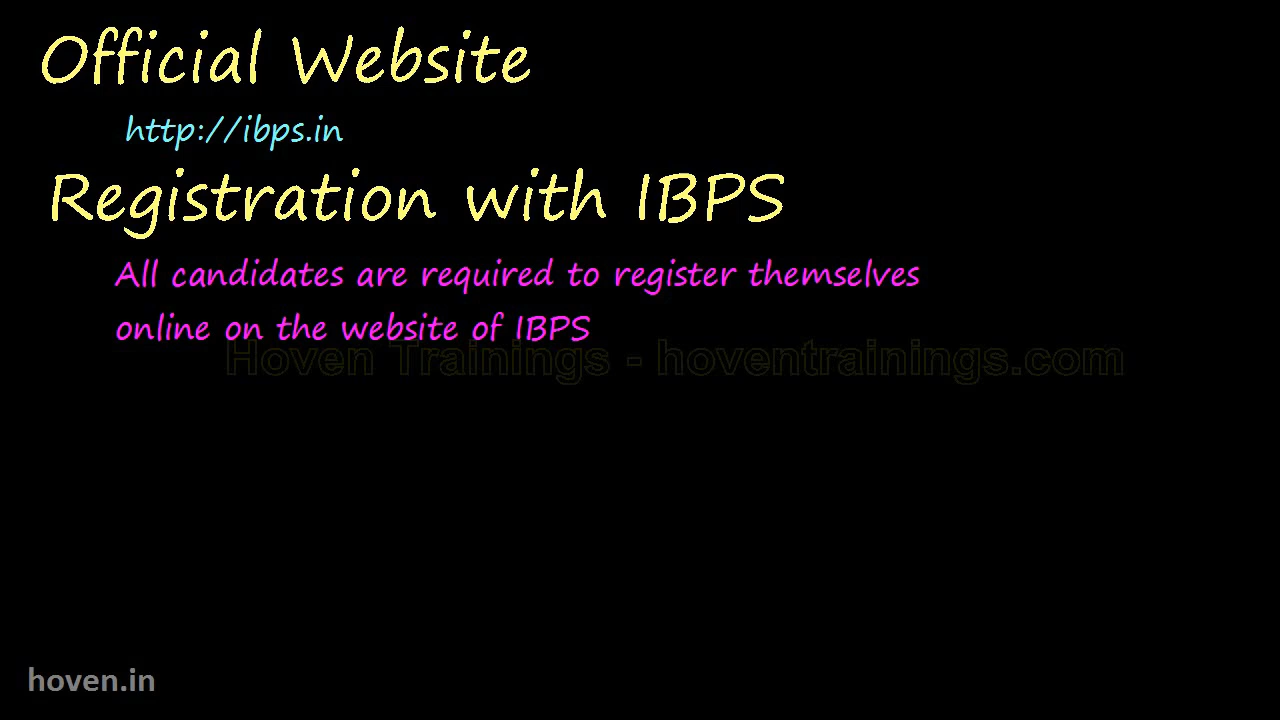 Official Website
http://ibps.in
Registration with IBPS
All candidates are required to register themselves
online on the website of IBPS
Hoven Trainings - hoventrainings.com
hoven.in